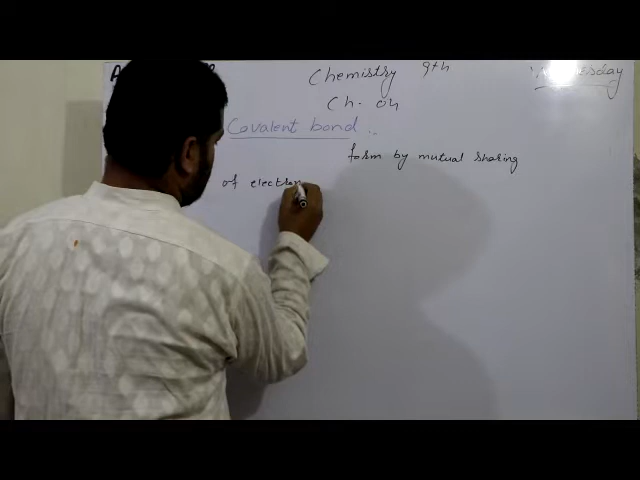 Chemistry 9th
Ch. 04
Covalent bond ..
form by mutual sharing
of electron